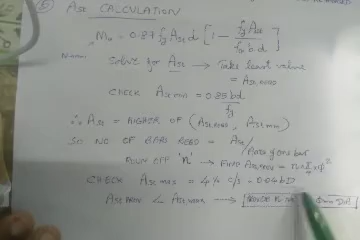 ⑤ Ast CALCULATION
Mu = 0.87 fy Ast d [1 - fy Ast / fck b.d]
Solve for Ast → Take least value
= Ast,reqd
CHECK Ast min = 0.85 bd / fy
∴ Ast = HIGHER OF (Ast,reqd, Ast min)
SO NO OF BARS REQD = Ast / Area of one bar
ROUND OFF 'n' → FIND Ast,prov = n × π/4 × φ²
CHECK Ast max = 4% c/s = 0.04 bD
Ast prov < Ast max →